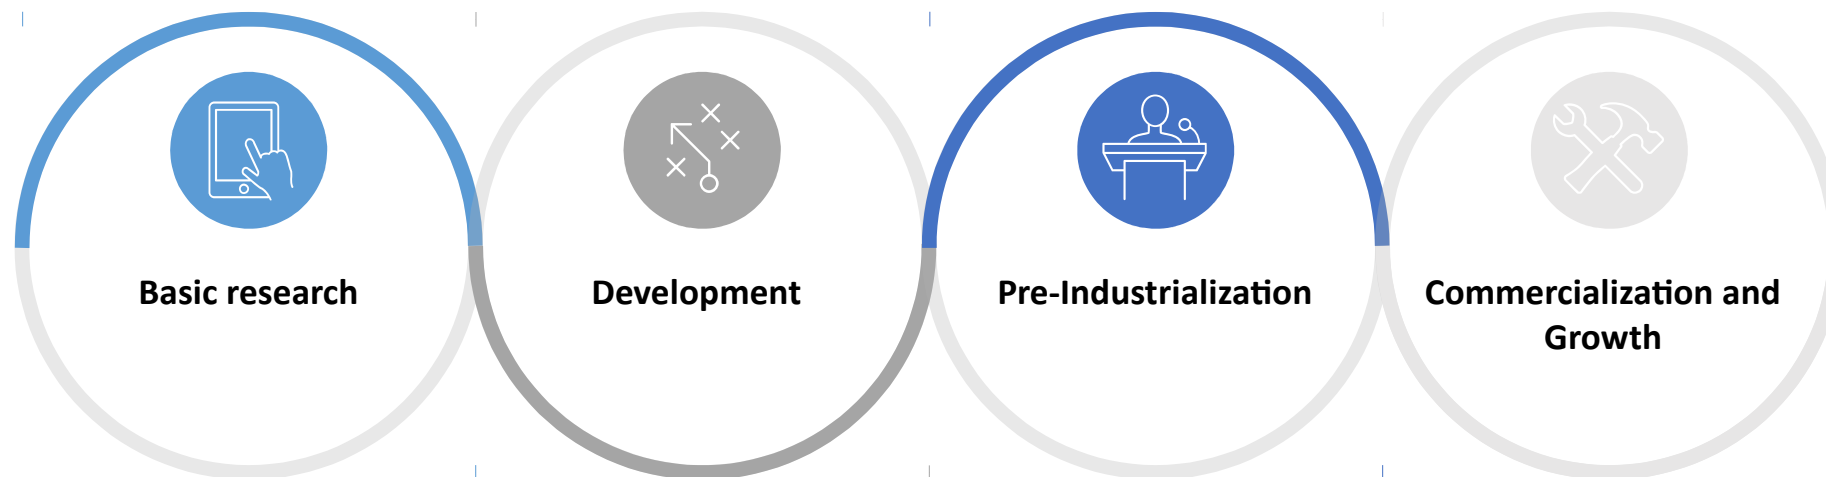 Basic research
Development
Pre-Industrialization
Commercialization and
Growth